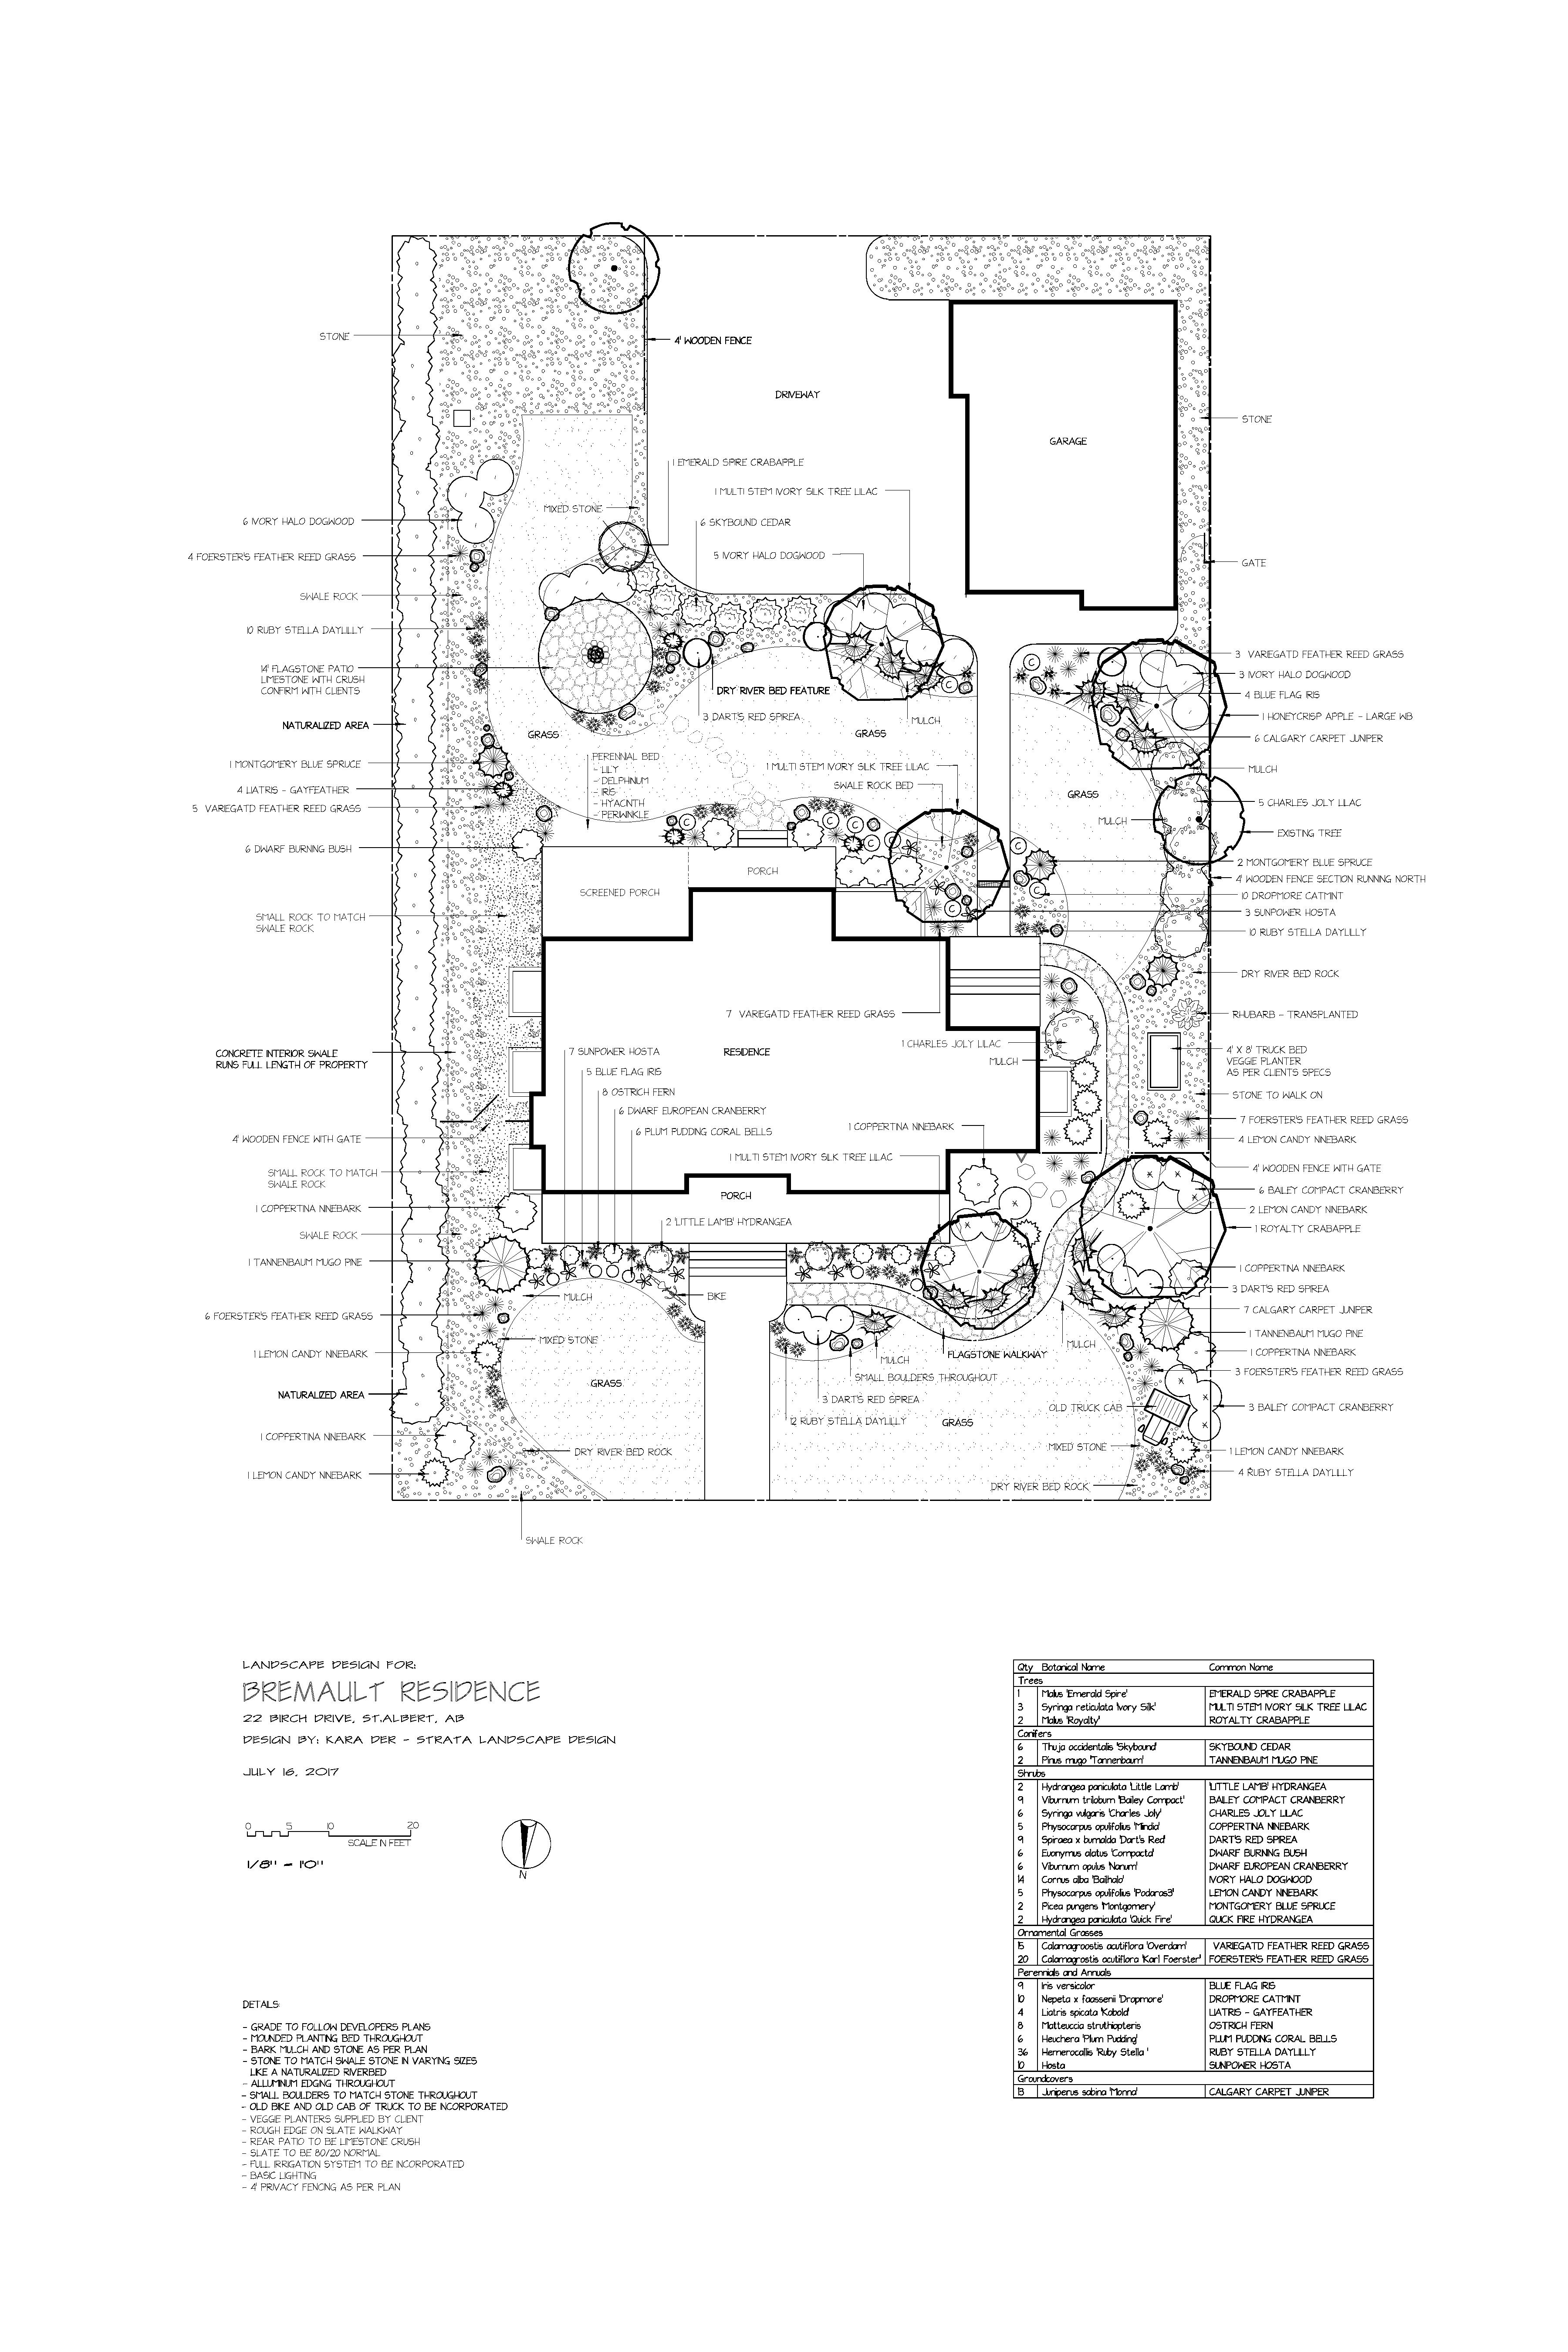 STONE
4' WOODEN FENCE
DRIVEWAY
STONE
GARAGE
1 EMERALD SPIRE CRABAPPLE
1 MULTI STEM IVORY SILK TREE LILAC
MIXED STONE
6 IVORY HALO DOGWOOD
6 SKYBOUND CEDAR
4 FOERSTER'S FEATHER REED GRASS
5 IVORY HALO DOGWOOD
GATE
SWALE ROCK
10 RUBY STELLA DAYLILLY
3 VARIEGATD FEATHER REED GRASS
14' FLAGSTONE PATIO
LIMESTONE WITH CRUSH
CONFIRM WITH CLIENTS
3 IVORY HALO DOGWOOD
DRY RIVER BED FEATURE
4 BLUE FLAG IRIS
3 DART'S RED SPIREA
MULCH
1 HONEYCRISP APPLE - LARGE WB
NATURALIZED AREA
GRASS
GRASS
6 CALGARY CARPET JUNIPER
PERENNIAL BED
- LILY
- DELPHNIUM
- IRIS
- HYACINTH
- PERIWINKLE
1 MONTGOMERY BLUE SPRUCE
1 MULTI STEM IVORY SILK TREE LILAC
MULCH
4 LIATRIS - GAYFEATHER
SWALE ROCK BED
GRASS
5 CHARLES JOLY LILAC
5 VARIEGATD FEATHER REED GRASS
MULCH
EXISTING TREE
6 DWARF BURNING BUSH
2 MONTGOMERY BLUE SPRUCE
PORCH
SCREENED PORCH
4' WOODEN FENCE SECTION RUNNING NORTH
10 DROPMORE CATMINT
SMALL ROCK TO MATCH
SWALE ROCK
3 SUNPOWER HOSTA
10 RUBY STELLA DAYLILLY
DRY RIVER BED ROCK
7 VARIEGATD FEATHER REED GRASS
RHUBARB - TRANSPLANTED
CONCRETE INTERIOR SWALE
RUNS FULL LENGTH OF PROPERTY
7 SUNPOWER HOSTA
RESIDENCE
1 CHARLES JOLY LILAC
MULCH
4' X 8' TRUCK BED
VEGGIE PLANTER
AS PER CLIENTS SPECS
5 BLUE FLAG IRIS
8 OSTRICH FERN
STONE TO WALK ON
6 DWARF EUROPEAN CRANBERRY
7 FOERSTER'S FEATHER REED GRASS
6 PLUM PUDDING CORAL BELLS
1 COPPERTINA NINEBARK
4' WOODEN FENCE WITH GATE
4 LEMON CANDY NINEBARK
1 MULTI STEM IVORY SILK TREE LILAC
4' WOODEN FENCE WITH GATE
SMALL ROCK TO MATCH
SWALE ROCK
PORCH
6 BAILEY COMPACT CRANBERRY
1 COPPERTINA NINEBARK
2 LEMON CANDY NINEBARK
2 'LITTLE LAMB' HYDRANGEA
1 ROYALTY CRABAPPLE
SWALE ROCK
1 TANNENBAUM MUGO PINE
1 COPPERTINA NINEBARK
3 DART'S RED SPIREA
MULCH
BIKE
7 CALGARY CARPET JUNIPER
6 FOERSTER'S FEATHER REED GRASS
1 TANNENBAUM MUGO PINE
MIXED STONE
MULCH
1 LEMON CANDY NINEBARK
FLAGSTONE WALKWAY
1 COPPERTINA NINEBARK
MULCH
3 FOERSTER'S FEATHER REED GRASS
SMALL BOULDERS THROUGHOUT
GRASS
NATURALIZED AREA
3 DART'S RED SPIREA
OLD TRUCK CAB
3 BAILEY COMPACT CRANBERRY
12 RUBY STELLA DAYLILLY
GRASS
1 COPPERTINA NINEBARK
MIXED STONE
DRY RIVER BED ROCK
1 LEMON CANDY NINEBARK
1 LEMON CANDY NINEBARK
4 RUBY STELLA DAYLILLY
DRY RIVER BED ROCK
SWALE ROCK
LANDSCAPE DESIGN FOR:
BREMAULT RESIDENCE
22 BIRCH DRIVE, ST.ALBERT, AB
DESIGN BY: KARA DER - STRATA LANDSCAPE DESIGN
JULY 16, 2017
0 5 10 20
SCALE IN FEET
1/8" = 1'0"
N
DETAILS:
- GRADE TO FOLLOW DEVELOPERS PLANS
- MOUNDED PLANTING BED THROUGHOUT
- BARK MULCH AND STONE AS PER PLAN
- STONE TO MATCH SWALE STONE IN VARYING SIZES
LIKE A NATURALIZED RIVERBED
- ALLUMINUM EDGING THROUGHOUT
- SMALL BOULDERS TO MATCH STONE THROUGHOUT
- OLD BIKE AND OLD CAB OF TRUCK TO BE INCORPORATED
- VEGGIE PLANTERS SUPPLIED BY CLIENT
- ROUGH EDGE ON SLATE WALKWAY
- REAR PATIO TO BE LIMESTONE CRUSH
- SLATE TO BE 80/20 NORMAL
- FULL IRRIGATION SYSTEM TO BE INCORPORATED
- BASIC LIGHTING
- 4' PRIVACY FENCING AS PER PLAN
Qty Botanical Name Common Name
Trees
1 Malus 'Emerald Spire' EMERALD SPIRE CRABAPPLE
3 Syringa reticulata 'Ivory Silk' MULTI STEM IVORY SILK TREE LILAC
2 Malus 'Royalty' ROYALTY CRABAPPLE
Conifers
6 Thuja occidentalis 'Skybound' SKYBOUND CEDAR
2 Pinus mugo 'Tannenbaum' TANNENBAUM MUGO PINE
Shrubs
2 Hydrangea paniculata 'Little Lamb' 'LITTLE LAMB' HYDRANGEA
9 Viburnum trilobum 'Bailey Compact' BAILEY COMPACT CRANBERRY
6 Syringa vulgaris 'Charles Joly' CHARLES JOLY LILAC
5 Physocarpus opulifolius 'Mindia' COPPERTINA NINEBARK
9 Spiraea x bumalda 'Dart's Red' DART'S RED SPIREA
6 Euonymus alatus 'Compacta' DWARF BURNING BUSH
6 Viburnum opulus 'Nanum' DWARF EUROPEAN CRANBERRY
14 Cornus alba 'Bailhalo' IVORY HALO DOGWOOD
5 Physocarpus opulifolius 'Podaras3' LEMON CANDY NINEBARK
2 Picea pungens 'Montgomery' MONTGOMERY BLUE SPRUCE
2 Hydrangea paniculata 'Quick Fire' QUICK FIRE HYDRANGEA
Ornamental Grasses
15 Calamagroostis acutiflora 'Overdam' VARIEGATD FEATHER REED GRASS
20 Calamagrostis acutiflora 'Karl Foerster' FOERSTER'S FEATHER REED GRASS
Perennials and Annuals
9 Iris versicolor BLUE FLAG IRIS
10 Nepeta x faassenii 'Dropmore' DROPMORE CATMINT
4 Liatris spicata 'Kobold' LIATRIS - GAYFEATHER
8 Matteuccia struthiopteris OSTRICH FERN
6 Heuchera 'Plum Pudding' PLUM PUDDING CORAL BELLS
36 Hemerocallis 'Ruby Stella ' RUBY STELLA DAYLILLY
10 Hosta SUNPOWER HOSTA
Groundcovers
13 Juniperus sabina 'Monna' CALGARY CARPET JUNIPER